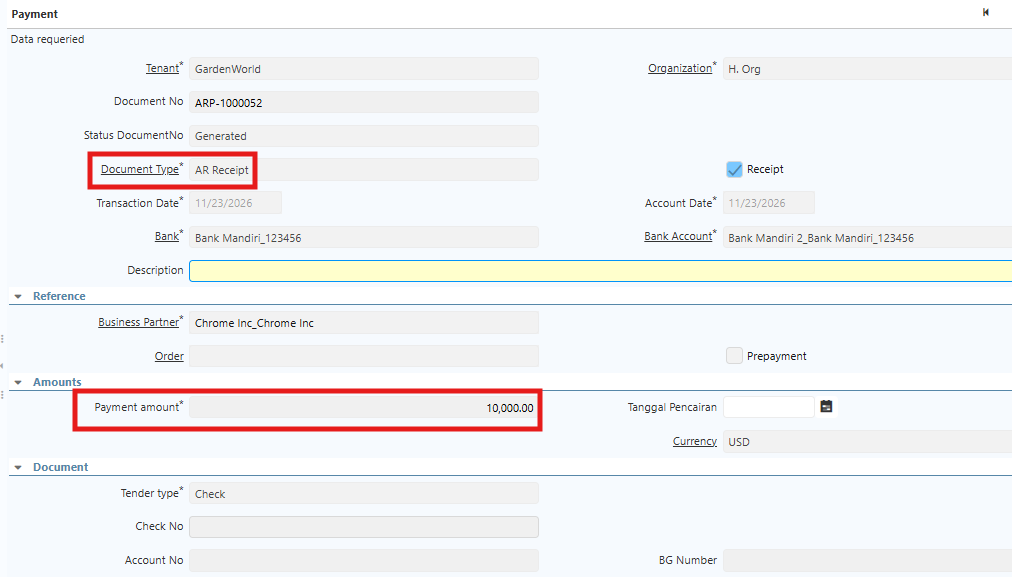 Payment
Data requeried
Tenant* GardenWorld Organization* H. Org
Document No ARP-1000052
Status DocumentNo Generated
Document Type* AR Receipt Receipt
Transaction Date* 11/23/2026 Account Date* 11/23/2026
Bank* Bank Mandiri_123456 Bank Account* Bank Mandiri 2_Bank Mandiri_123456
Description
Reference
Business Partner* Chrome Inc_Chrome Inc
Order Prepayment
Amounts
Payment amount* 10,000.00 Tanggal Pencairan
Currency USD
Document
Tender type* Check
Check No
Account No BG Number